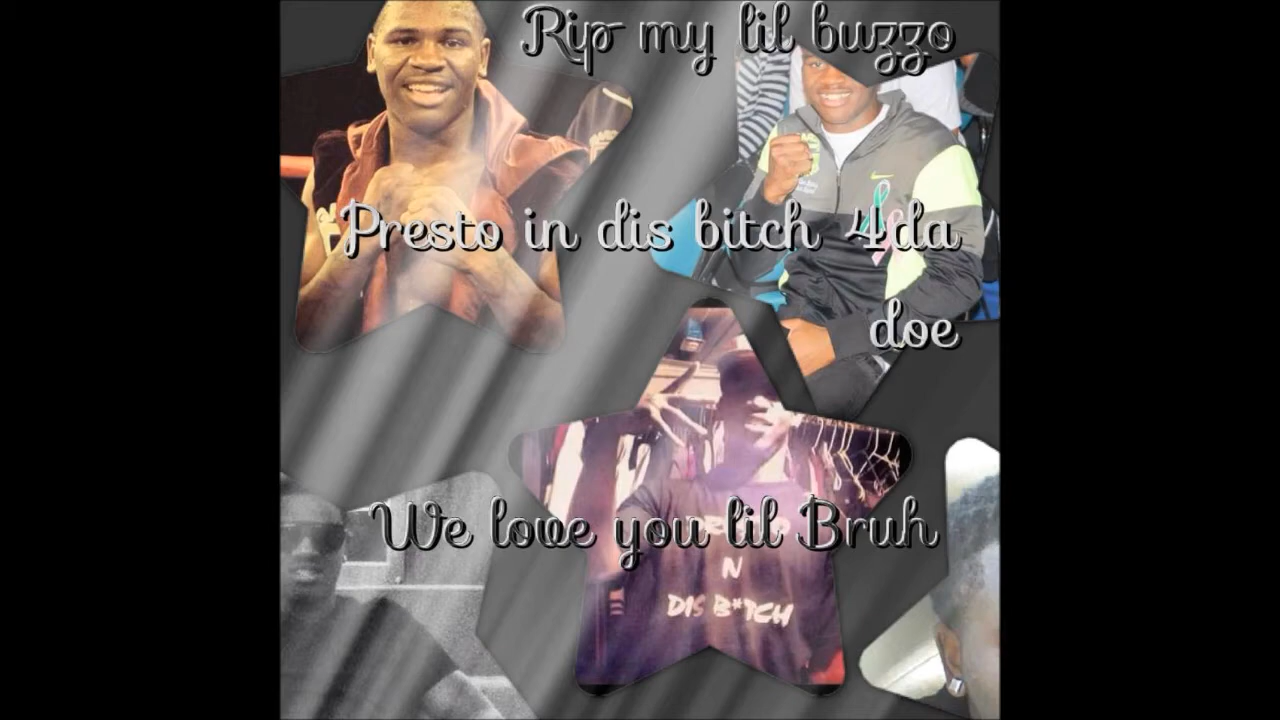 Rip my lil buzzo
Presto in dis bitch 4da
doe
We love you lil Bruh
N
DIS B*TCH